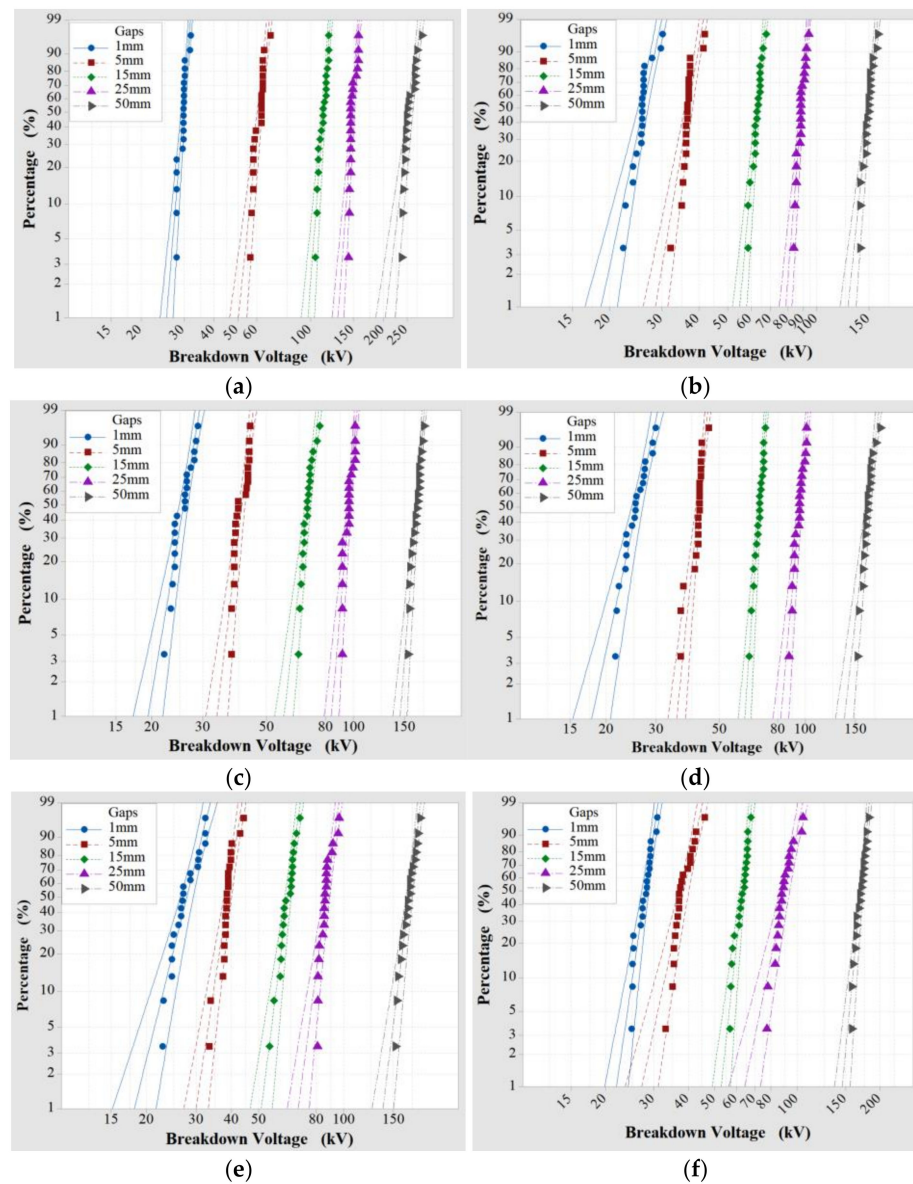 99
90
80
70
60
50
40
30
20
10
5
3
2
1
Percentage (%)
Gaps
1mm
5mm
15mm
25mm
50mm
15 20 30 40 50 60 100 150 200 250
Breakdown Voltage (kV)
(a)
99
90
80
70
60
50
40
30
20
10
5
3
2
1
Percentage (%)
Gaps
1mm
5mm
15mm
25mm
50mm
15 20 30 40 50 60 70 80 90 100 150
Breakdown Voltage (kV)
(b)
99
90
80
70
60
50
40
30
20
10
5
3
2
1
Percentage (%)
Gaps
1mm
5mm
15mm
25mm
50mm
15 20 30 40 50 60 80 100 150
Breakdown Voltage (kV)
(c)
99
90
80
70
60
50
40
30
20
10
5
3
2
1
Percentage (%)
Gaps
1mm
5mm
15mm
25mm
50mm
15 20 30 40 60 80 100 150
Breakdown Voltage (kV)
(d)
99
90
80
70
60
50
40
30
20
10
5
3
2
1
Percentage (%)
Gaps
1mm
5mm
15mm
25mm
50mm
15 20 30 40 50 60 80 100 150
Breakdown Voltage (kV)
(e)
99
90
80
70
60
50
40
30
20
10
5
3
2
1
Percentage (%)
Gaps
1mm
5mm
15mm
25mm
50mm
15 20 30 40 50 60 70 80 100 150 200
Breakdown Voltage (kV)
(f)